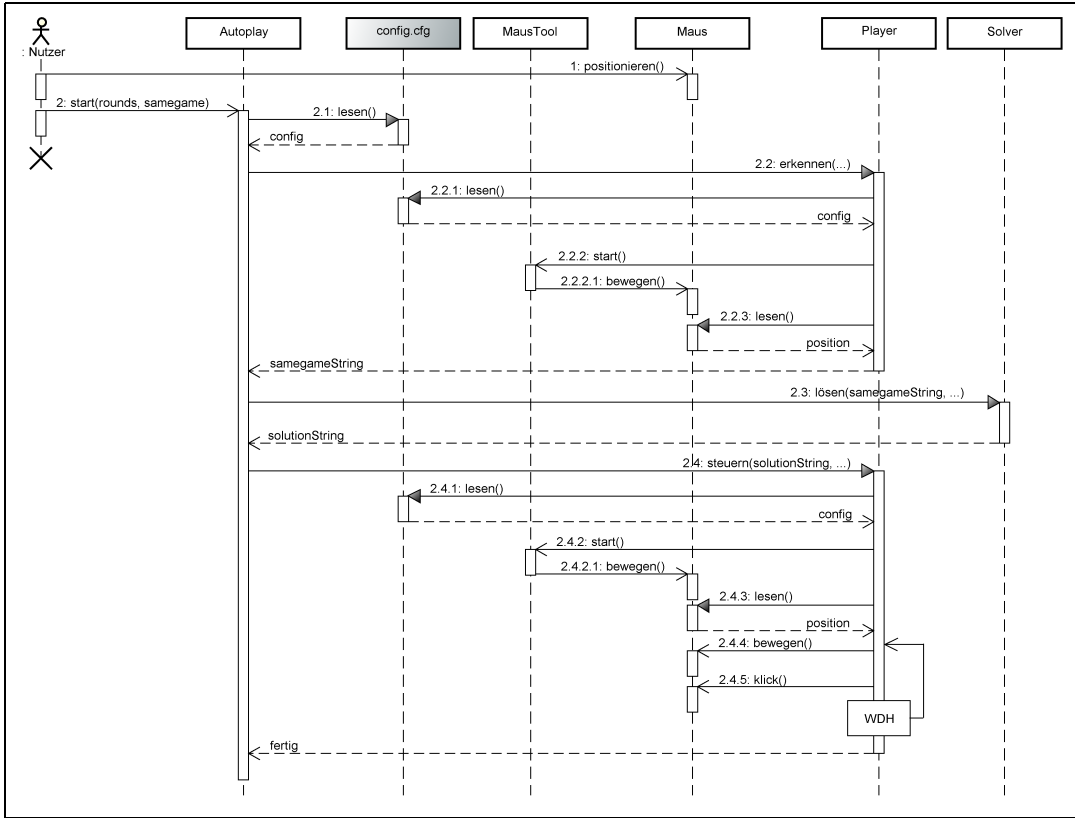 Autoplay
config.cfg
MausTool
Maus
Player
Solver
: Nutzer
1: positionieren()
2: start(rounds, samegame)
2.1: lesen()
config
2.2: erkennen(...)
2.2.1: lesen()
config
2.2.2: start()
2.2.2.1: bewegen()
2.2.3: lesen()
position
samegameString
2.3: lösen(samegameString, ...)
solutionString
2.4: steuern(solutionString, ...)
2.4.1: lesen()
config
2.4.2: start()
2.4.2.1: bewegen()
2.4.3: lesen()
position
2.4.4: bewegen()
2.4.5: klick()
WDH
fertig